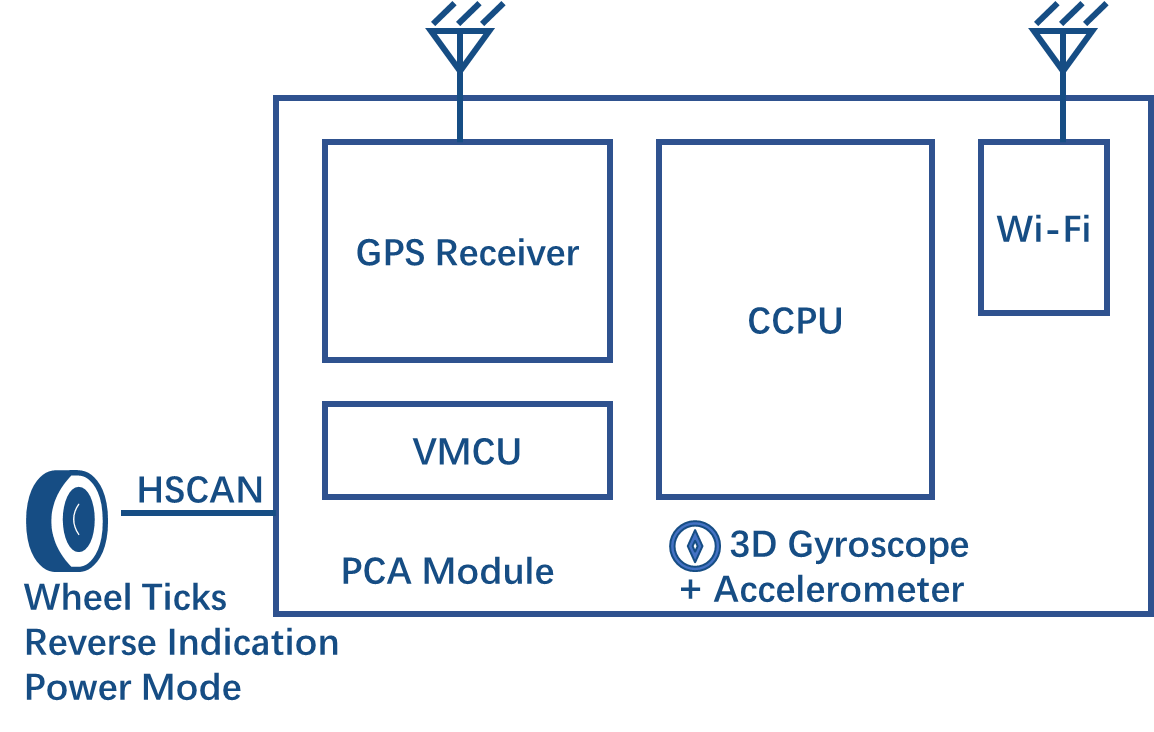 GPS Receiver
CCPU
Wi-Fi
VMCU
HSCAN
PCA Module
3D Gyroscope
+ Accelerometer
Wheel Ticks
Reverse Indication
Power Mode